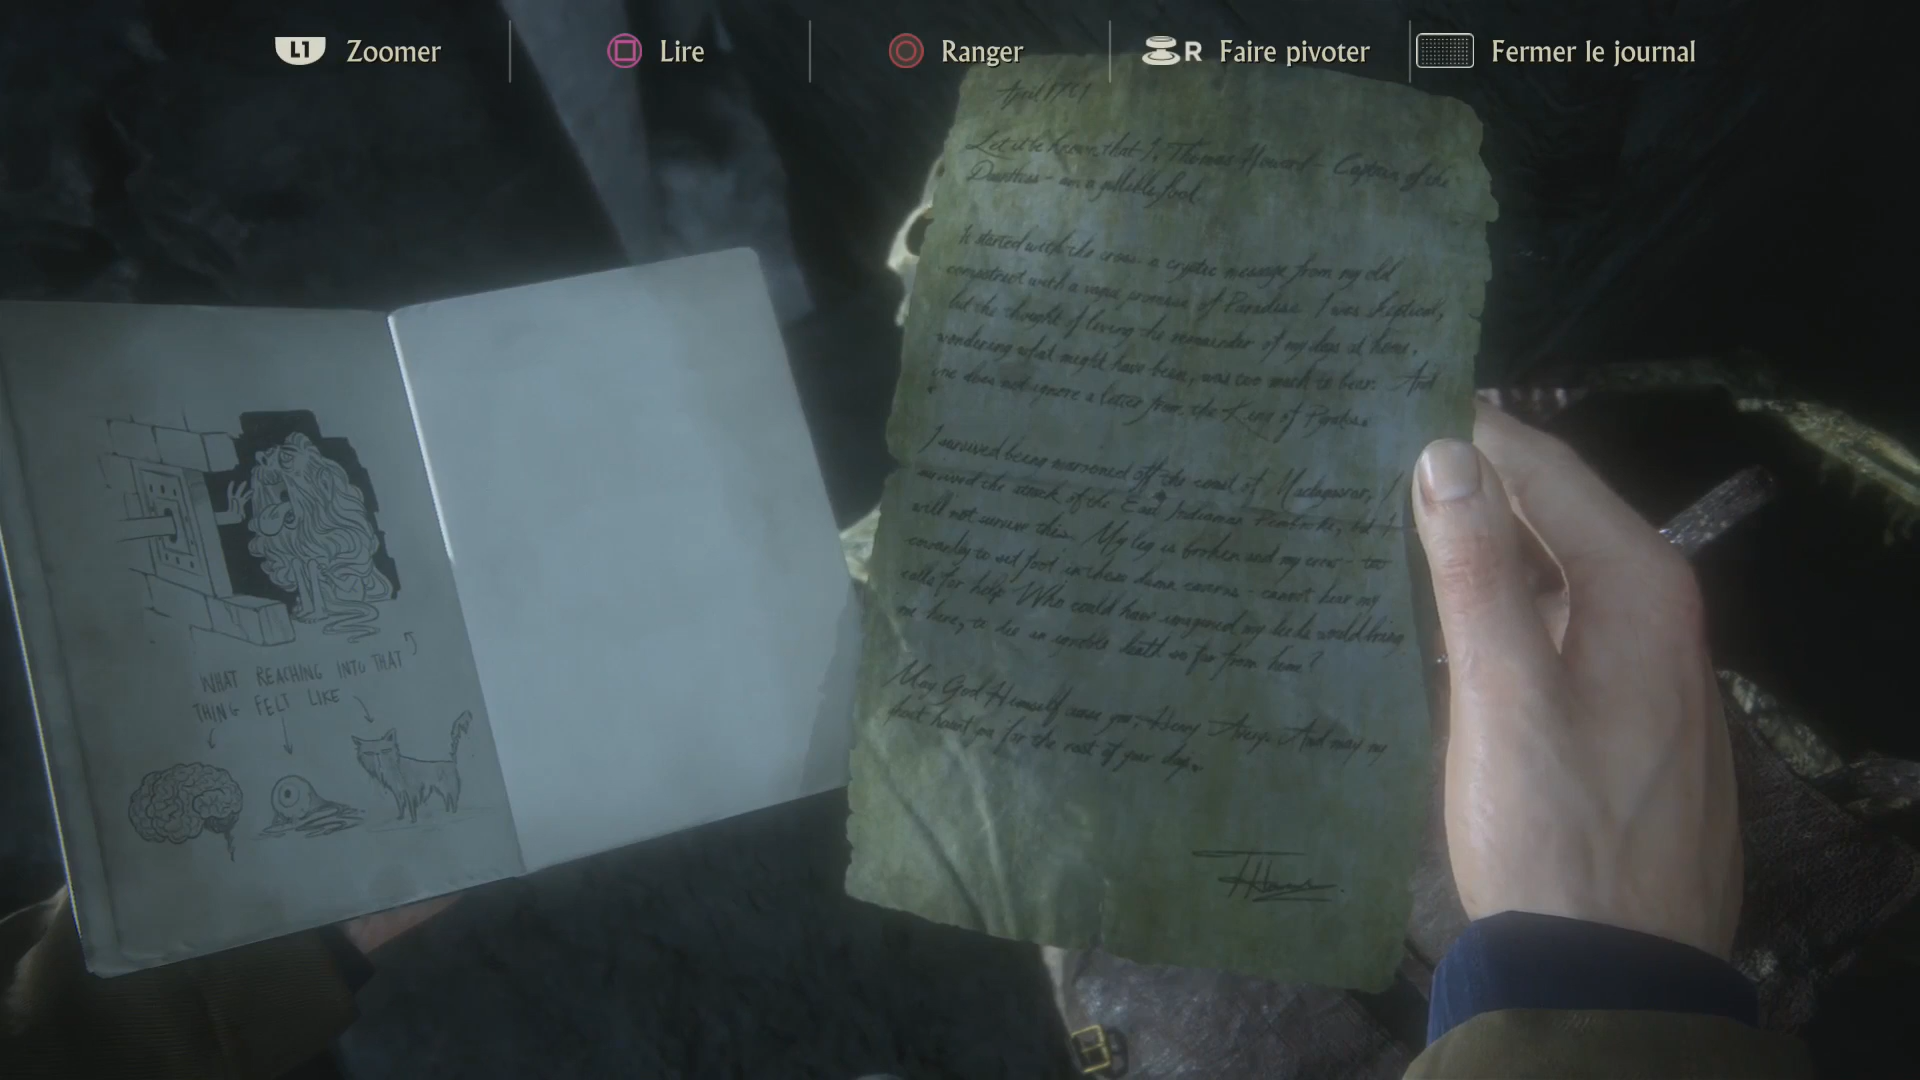 L1 Zoomer
Lire
Ranger
R Faire pivoter
Fermer le journal
WHAT REACHING INTO THAT
THING FELT LIKE
April
Let it be known, that I, Thomas Howard - Captain of the
Dauntless - am a gullible fool.
It started with the cross - a cryptic message from my old
compatriot with a vague promise of Paradise. I was skeptical,
but the thought of living the remainder of my days at home,
wondering what might have been, was too much to bear. And
one does not ignore a letter from the King of Pirates.
I survived being marooned off the coast of Madagascar, I
survived the attack of the East Indiaman Pembroke, but I
will not survive this. My leg is broken and my crew - too
cowardly to set foot in these damn caverns - cannot hear my
calls for help. Who could have imagined my deeds would bring
me here, to die an ignoble death so far from home?
May God Himself curse you, Henry Avery. And may my
ghost haunt you for the rest of your days.